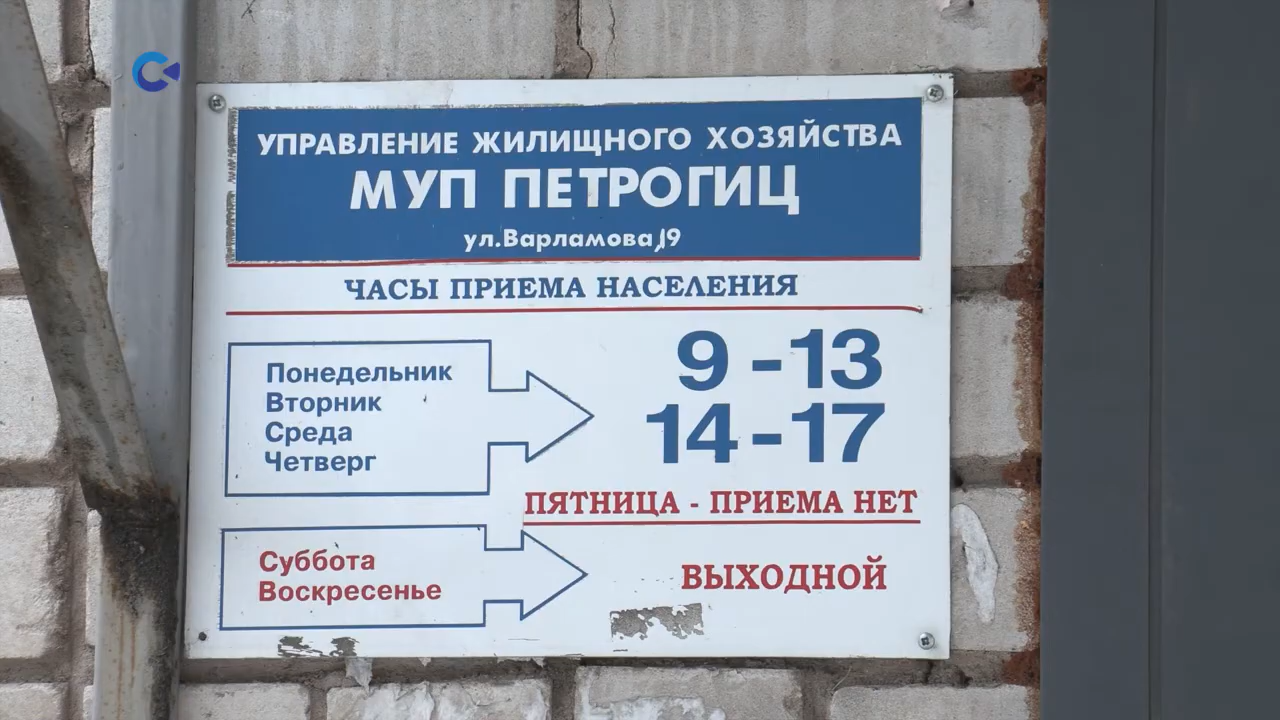 УПРАВЛЕНИЕ ЖИЛИЩНОГО ХОЗЯЙСТВА
МУП ПЕТРОГИЦ
ул.Варламова,19
ЧАСЫ ПРИЕМА НАСЕЛЕНИЯ
Понедельник
Вторник
Среда
Четверг
9 - 13
14 - 17
ПЯТНИЦА - ПРИЕМА НЕТ
Суббота
Воскресенье
ВЫХОДНОЙ